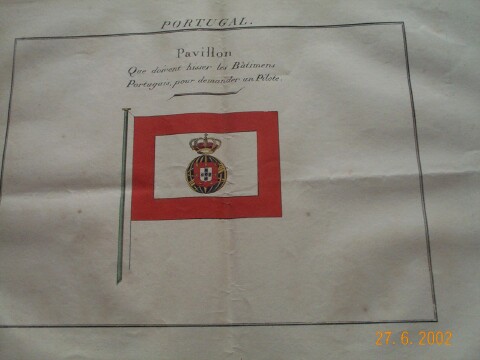 PORTUGAL.
Pavillon
Que doivent hisser les Bâtimens
Portugais, pour demander un Pilote.
27. 6. 2002